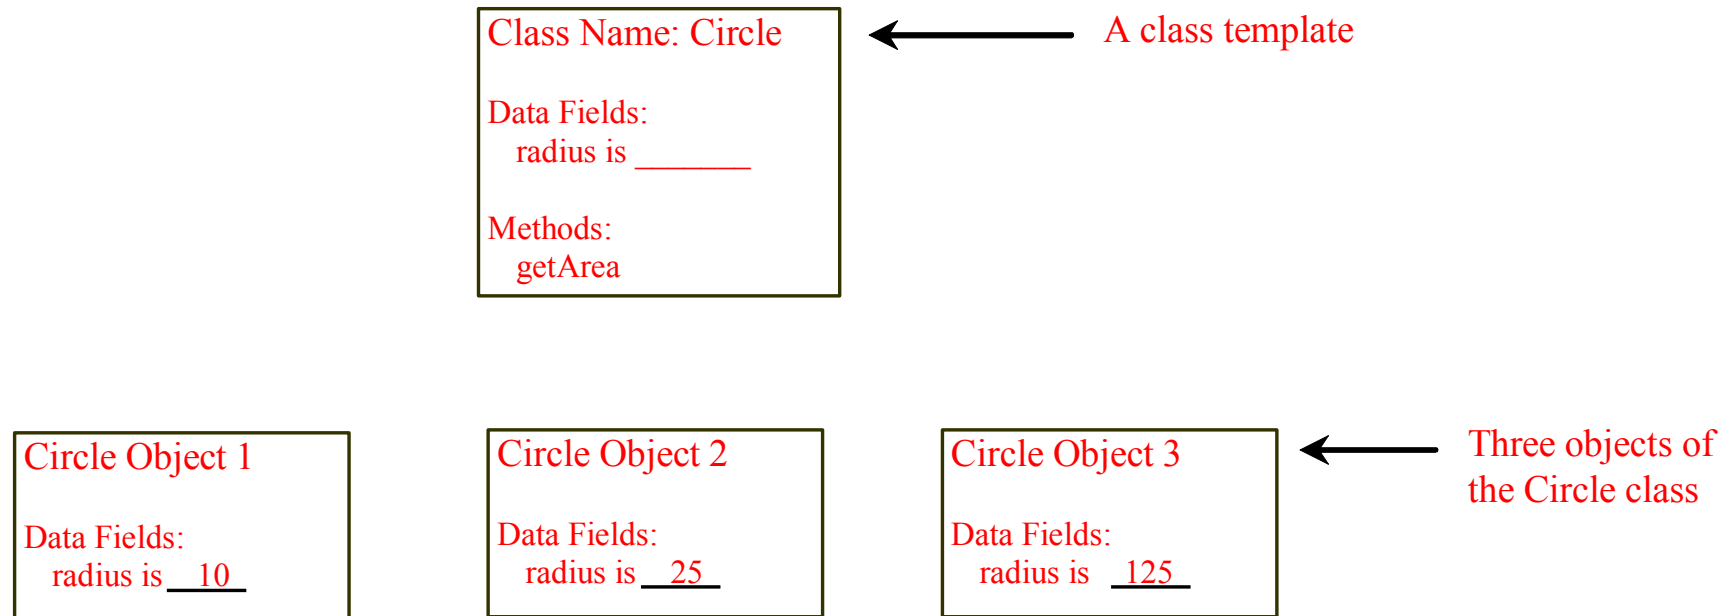 Class Name: Circle
A class template
Data Fields:
radius is _______
Methods:
getArea
Circle Object 1
Data Fields:
radius is 10
Circle Object 2
Data Fields:
radius is 25
Circle Object 3
Data Fields:
radius is 125
Three objects of
the Circle class